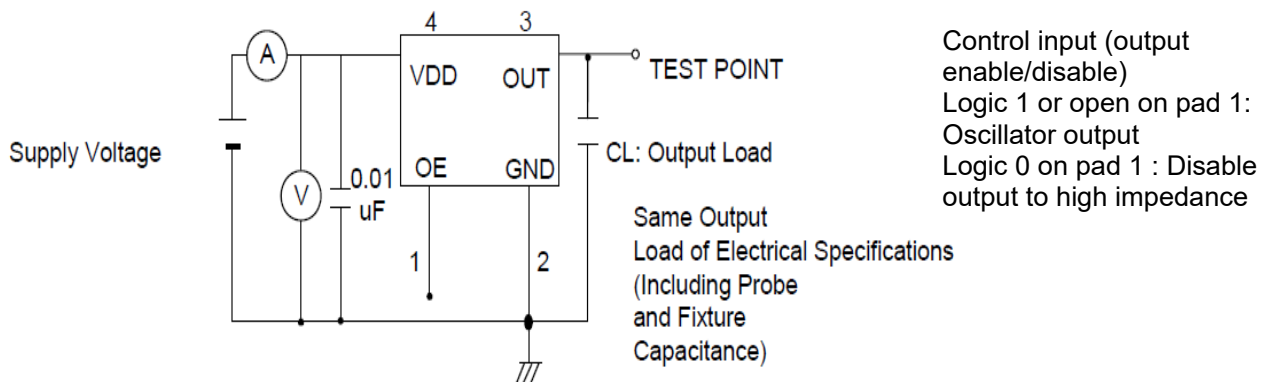 4
3
A
VDD
OUT
TEST POINT
Supply Voltage
CL: Output Load
OE
GND
V
0.01
uF
1
2
Same Output
Load of Electrical Specifications
(Including Probe
and Fixture
Capacitance)
Control input (output
enable/disable)
Logic 1 or open on pad 1:
Oscillator output
Logic 0 on pad 1 : Disable
output to high impedance